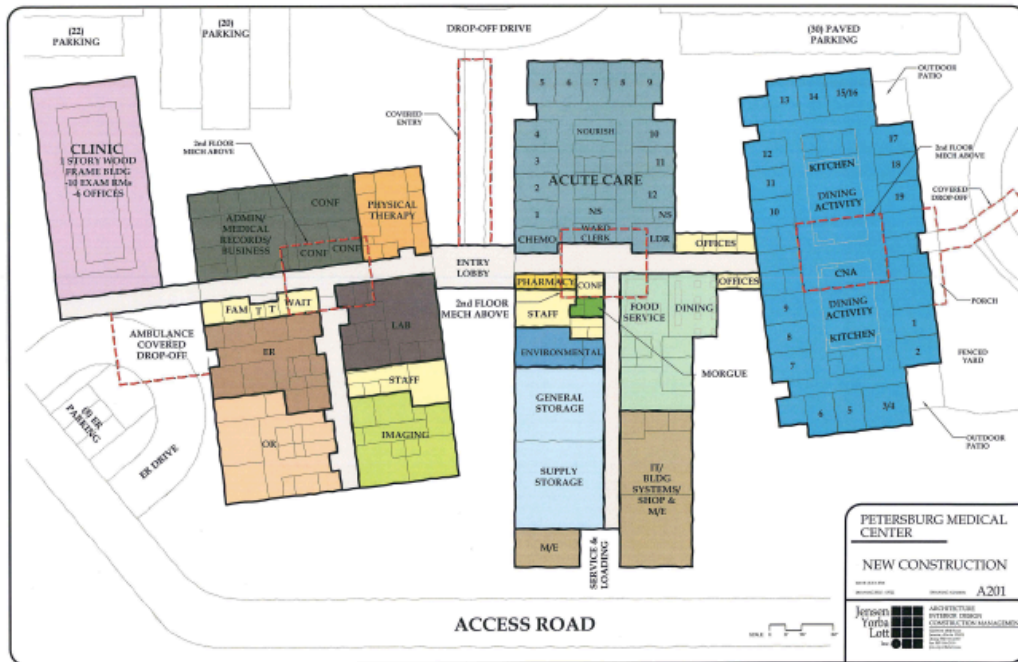 (22)
PARKING
(20)
PARKING
DROP-OFF DRIVE
(30) PAVED
PARKING
OUTDOOR
PATIO
COVERED
ENTRY
2nd FLOOR
MECH ABOVE
CLINIC
1 STORY WOOD
FRAME BLDG
-10 EXAM RMs
-6 OFFICES
ADMIN/
MEDICAL
RECORDS/
BUSINESS
CONF
CONF
CONF
PHYSICAL
THERAPY
5
6
7
8
9
4
NOURISH
10
3
11
ACUTE CARE
2
12
1
NS
NS
WARD
CLERK
CHEMO
LDR
OFFICES
13
14
15/16
17
12
KITCHEN
18
11
DINING
ACTIVITY
19
10
2nd FLOOR
MECH ABOVE
COVERED
DROP-OFF
ENTRY
LOBBY
PHARMACY
CONF
OFFICES
CNA
2nd FLOOR
MECH ABOVE
STAFF
FOOD
SERVICE
DINING
PORCH
9
DINING
ACTIVITY
1
8
KITCHEN
2
7
FENCED
YARD
6
5
3/4
OUTDOOR
PATIO
FAM
T
T
WAIT
AMBULANCE
COVERED
DROP-OFF
ER
LAB
STAFF
ENVIRONMENTAL
MORGUE
(8) ER
PARKING
ER DRIVE
OR
IMAGING
GENERAL
STORAGE
SUPPLY
STORAGE
IT/
BLDG
SYSTEMS/
SHOP &
M/E
M/E
SERVICE &
LOADING
ACCESS ROAD
SCALE
PETERSBURG MEDICAL
CENTER
NEW CONSTRUCTION
A201
Jensen
Yorba
Lott
Inc
ARCHITECTURE
INTERIOR DESIGN
CONSTRUCTION MANAGEMENT